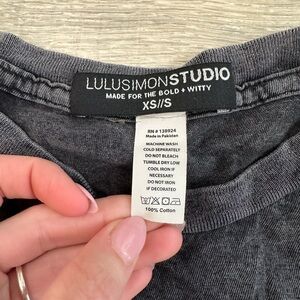 LULUSIMONSTUDIO
MADE FOR THE BOLD + WITTY
XS//S
RN # 139924
Made in Pakistan
MACHINE WASH
COLD SEPARATELY
DO NOT BLEACH
TUMBLE DRY LOW
COOL IRON IF
NECESSARY
DO NOT IRON
IF DECORATED
100% Cotton